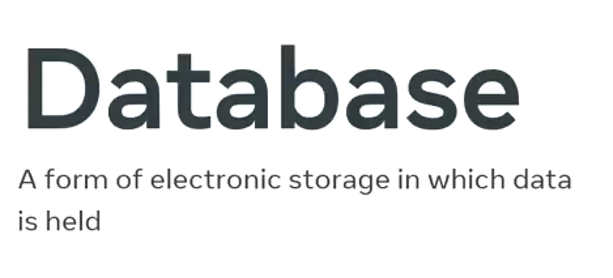 Database
A form of electronic storage in which data
is held